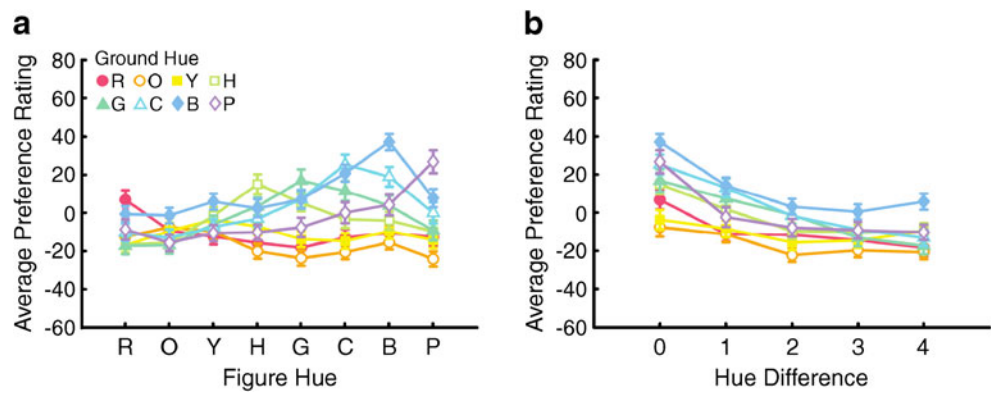 a
Average Preference Rating
80
60
40
20
0
-20
-40
-60
Ground Hue
R O Y H
G C B P
R O Y H G C B P
Figure Hue
b
Average Preference Rating
80
60
40
20
0
-20
-40
-60
0 1 2 3 4
Hue Difference